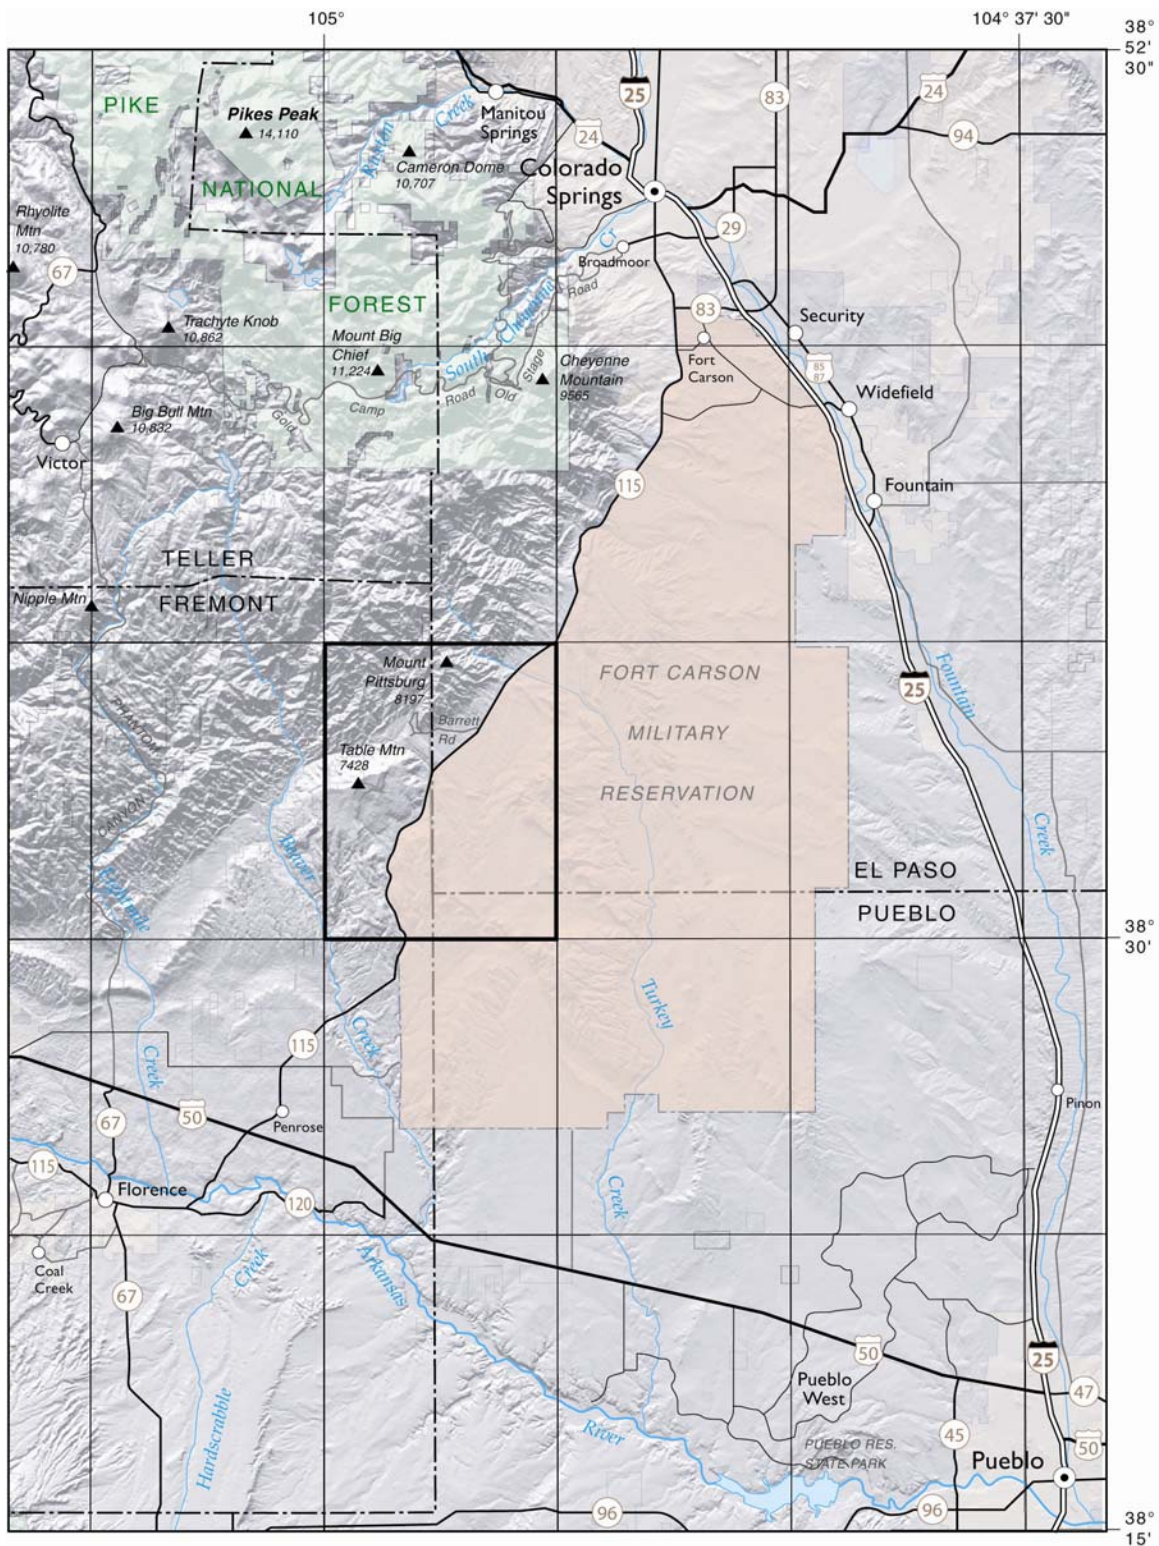 105°
104° 37' 30"
38°
52'
30"
PIKE
Pikes Peak
14,110
Ruxton
Creek
Manitou
Springs
25
83
24
24
94
Cameron Dome
10,707
Colorado
Springs
NATIONAL
Rhyolite
Mtn
10,780
67
29
Cr
Broadmoor
Road
FOREST
83
Security
Trachyte Knob
10,862
Mount Big
Chief
11,224
South
Cheyenne
Stage
Cheyenne
Mountain
9565
Fort
Carson
85
87
Widefield
Camp
Road
Old
Gold
Big Bull Mtn
10,832
Victor
115
Fountain
TELLER
FREMONT
Nipple Mtn
Mount
Pittsburg
8197
FORT CARSON
MILITARY
RESERVATION
25
Fountain
Barrett
Rd
Table Mtn
7428
PHANTOM
CANYON
Creek
Beaver
Eightmile
EL PASO
PUEBLO
38°
30'
Turkey
Creek
Creek
115
50
67
Penrose
Pinon
115
Florence
120
Creek
Coal
Creek
Creek
Arkansas
67
50
25
Pueblo
West
47
Hardscrabble
River
45
50
PUEBLO RES.
STATE PARK
Pueblo
96
96
38°
15'